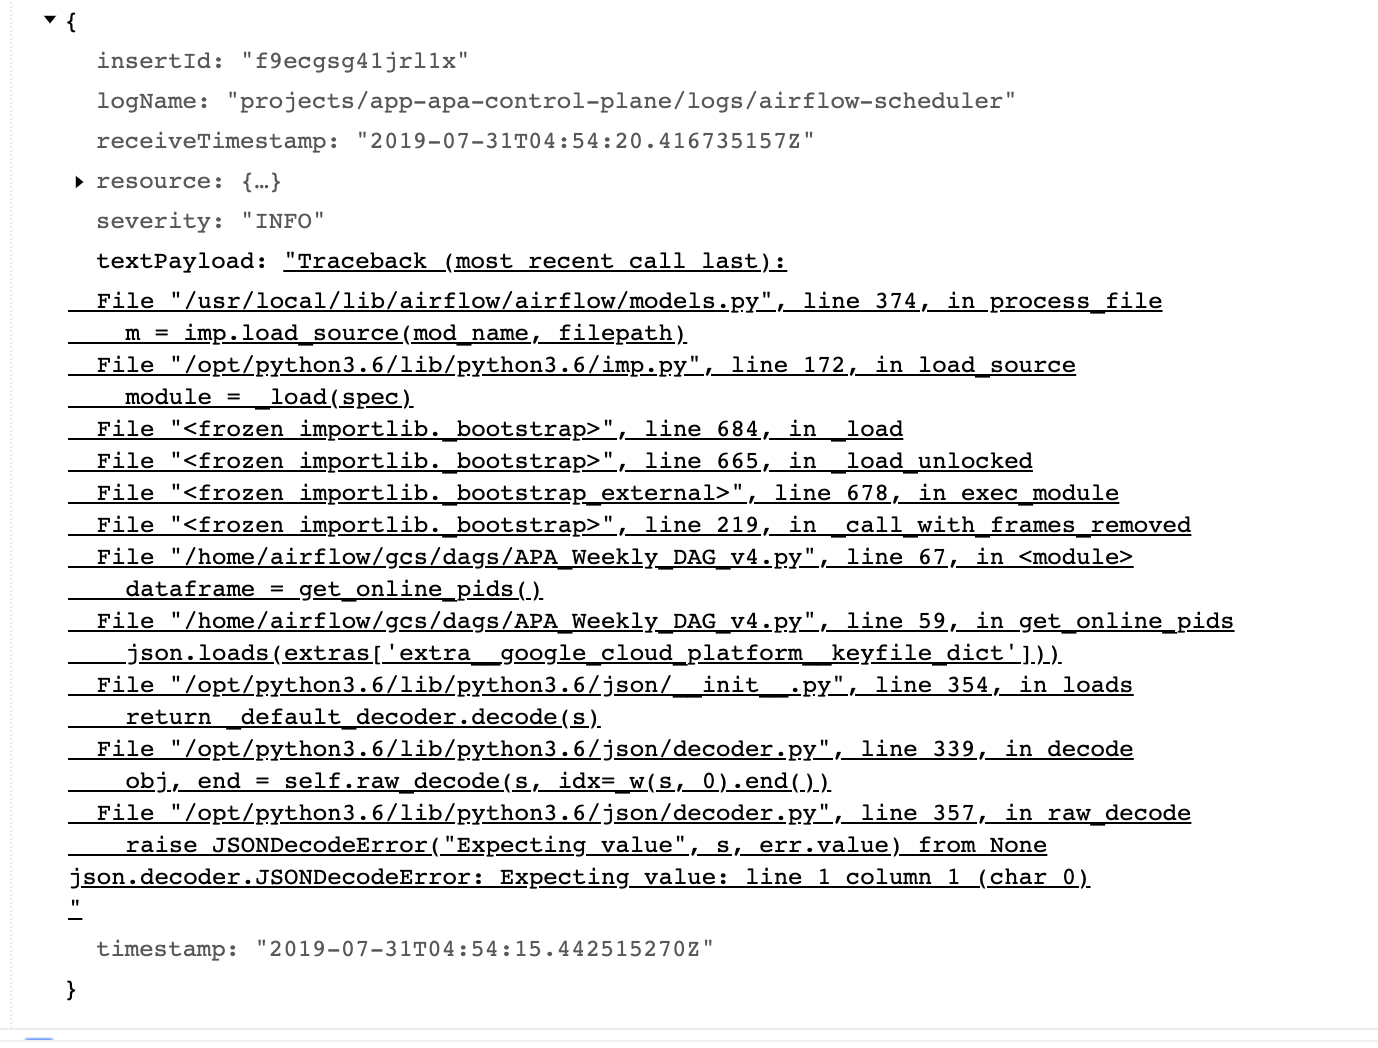 {
insertId: "f9ecgsg41jrl1x"
logName: "projects/app-apa-control-plane/logs/airflow-scheduler"
receiveTimestamp: "2019-07-31T04:54:20.416735157Z"
resource: {…}
severity: "INFO"
textPayload: "Traceback (most recent call last):
  File "/usr/local/lib/airflow/airflow/models.py", line 374, in process_file
    m = imp.load_source(mod_name, filepath)
  File "/opt/python3.6/lib/python3.6/imp.py", line 172, in load_source
    module = _load(spec)
  File "<frozen importlib._bootstrap>", line 684, in _load
  File "<frozen importlib._bootstrap>", line 665, in _load_unlocked
  File "<frozen importlib._bootstrap_external>", line 678, in exec_module
  File "<frozen importlib._bootstrap>", line 219, in _call_with_frames_removed
  File "/home/airflow/gcs/dags/APA_Weekly_DAG_v4.py", line 67, in <module>
    dataframe = get_online_pids()
  File "/home/airflow/gcs/dags/APA_Weekly_DAG_v4.py", line 59, in get_online_pids
    json.loads(extras['extra__google_cloud_platform__keyfile_dict']))
  File "/opt/python3.6/lib/python3.6/json/__init__.py", line 354, in loads
    return _default_decoder.decode(s)
  File "/opt/python3.6/lib/python3.6/json/decoder.py", line 339, in decode
    obj, end = self.raw_decode(s, idx=_w(s, 0).end())
  File "/opt/python3.6/lib/python3.6/json/decoder.py", line 357, in raw_decode
    raise JSONDecodeError("Expecting value", s, err.value) from None
json.decoder.JSONDecodeError: Expecting value: line 1 column 1 (char 0)
"
timestamp: "2019-07-31T04:54:15.442515270Z"
}